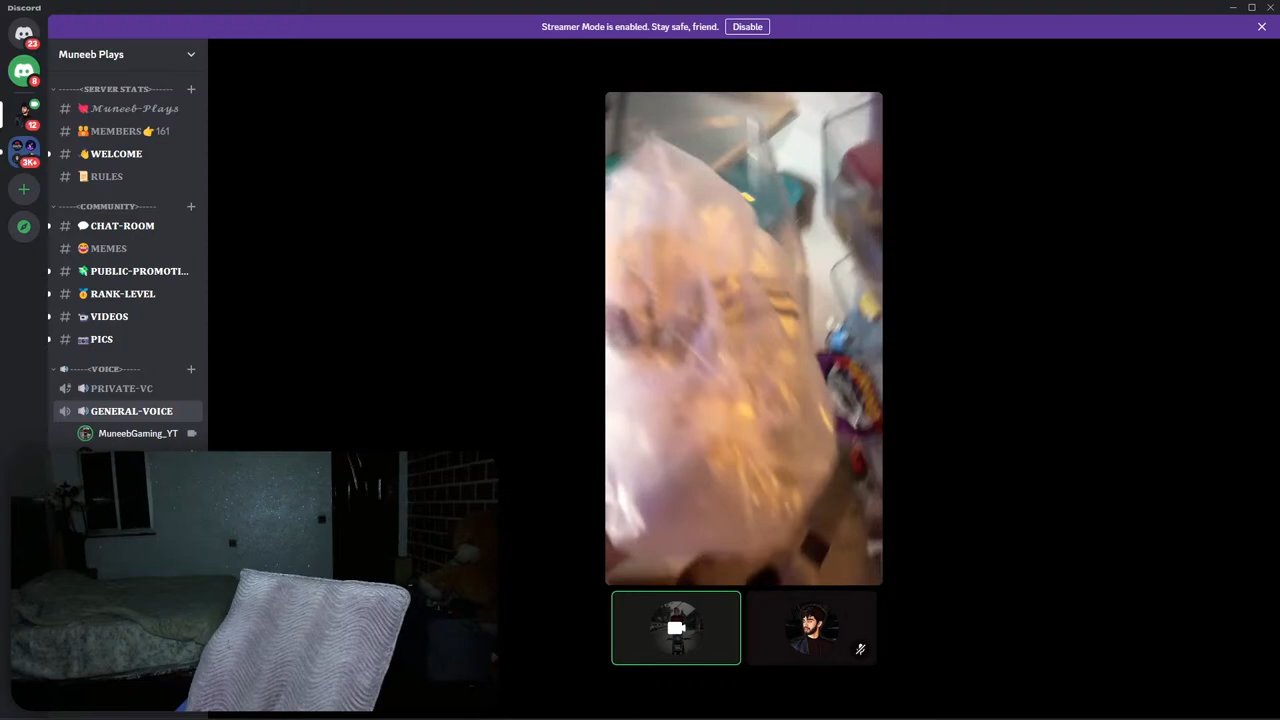 Discord
Streamer Mode is enabled. Stay safe, friend.
Disable
23
8
12
3K+
Muneeb Plays
------<SERVER STATS>------
𝓜𝓾𝓷𝓮𝓮𝓫-𝓟𝓵𝓪𝔂𝓼
MEMBERS👉161
👋WELCOME
📜RULES
-----<COMMUNITY>-----
💬CHAT-ROOM
😂MEMES
💸PUBLIC-PROMOTI...
🏅RANK-LEVEL
📹VIDEOS
📷PICS
🔊-----<VOICE>-----
🔊PRIVATE-VC
🔊GENERAL-VOICE
MuneebGaming_YT